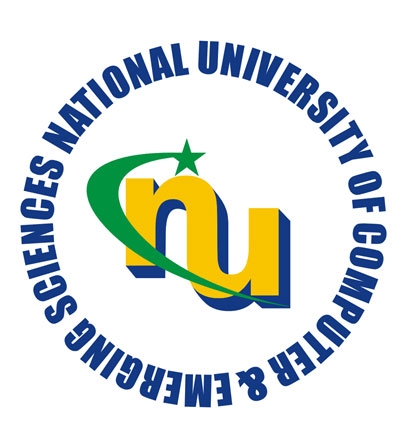 NATIONAL UNIVERSITY OF COMPUTER & EMERGING SCIENCES
nu